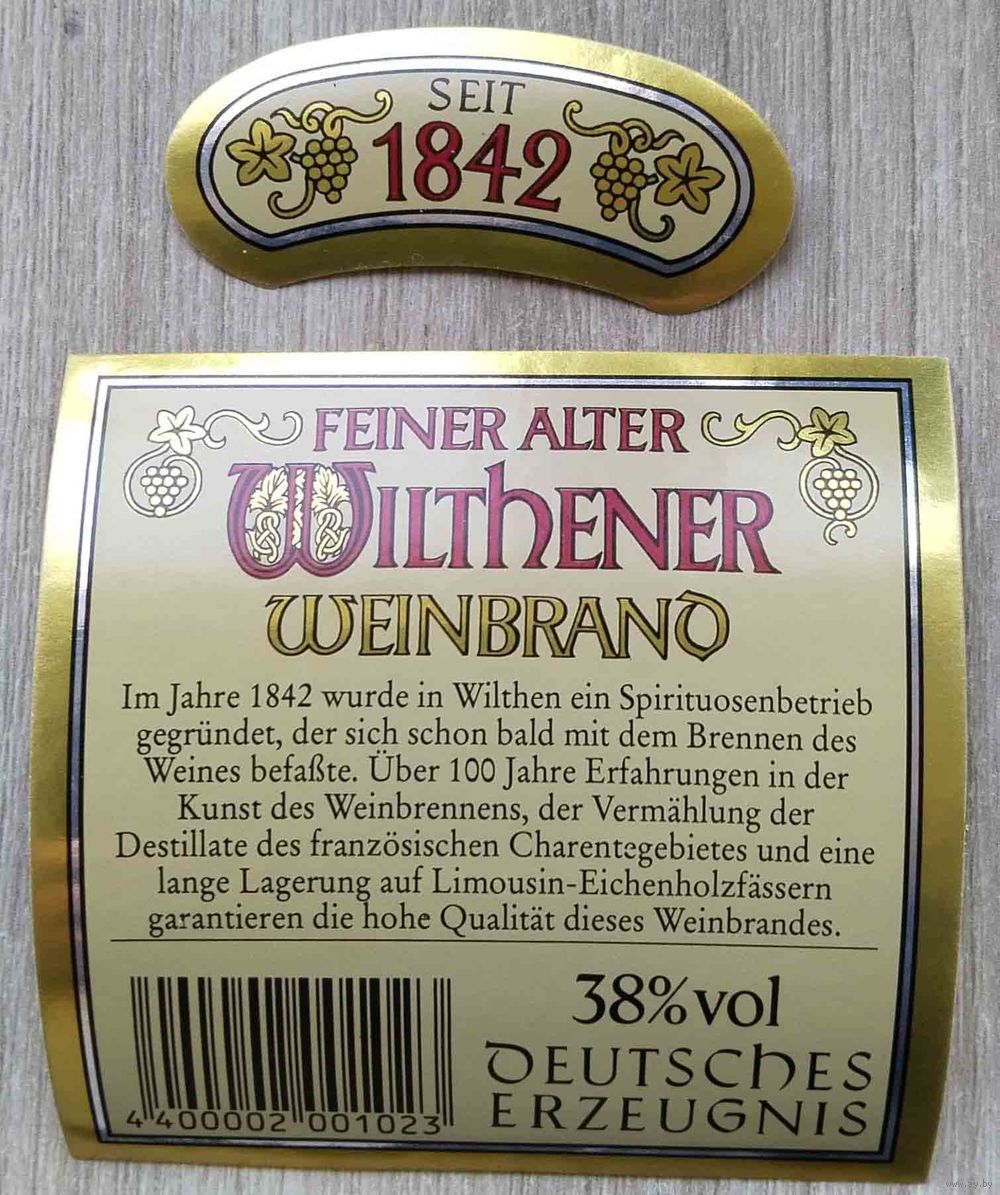 SEIT
1842
FEINER ALTER
WILTHENER
WEINBRAND
Im Jahre 1842 wurde in Wilthen ein Spirituosenbetrieb
gegründet, der sich schon bald mit dem Brennen des
Weines befaßte. Über 100 Jahre Erfahrungen in der
Kunst des Weinbrennens, der Vermählung der
Destillate des französischen Charentegebietes und eine
lange Lagerung auf Limousin-Eichenholzfässern
garantieren die hohe Qualität dieses Weinbrandes.
38% vol
DEUTSCHES
ERZEUGNIS
4 400002 001023
www.ay.by